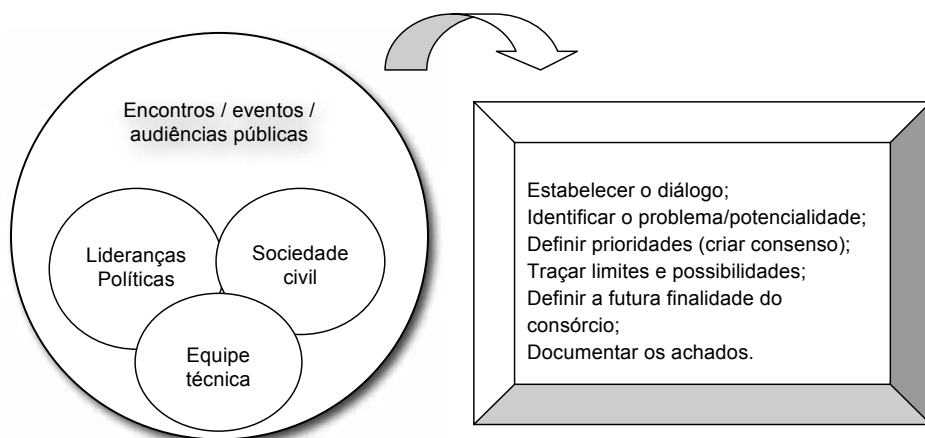 Encontros / eventos /
audiências públicas
Lideranças
Políticas
Sociedade
civil
Equipe
técnica
Estabelecer o diálogo;
Identificar o problema/potencialidade;
Definir prioridades (criar consenso);
Traçar limites e possibilidades;
Definir a futura finalidade do
consórcio;
Documentar os achados.